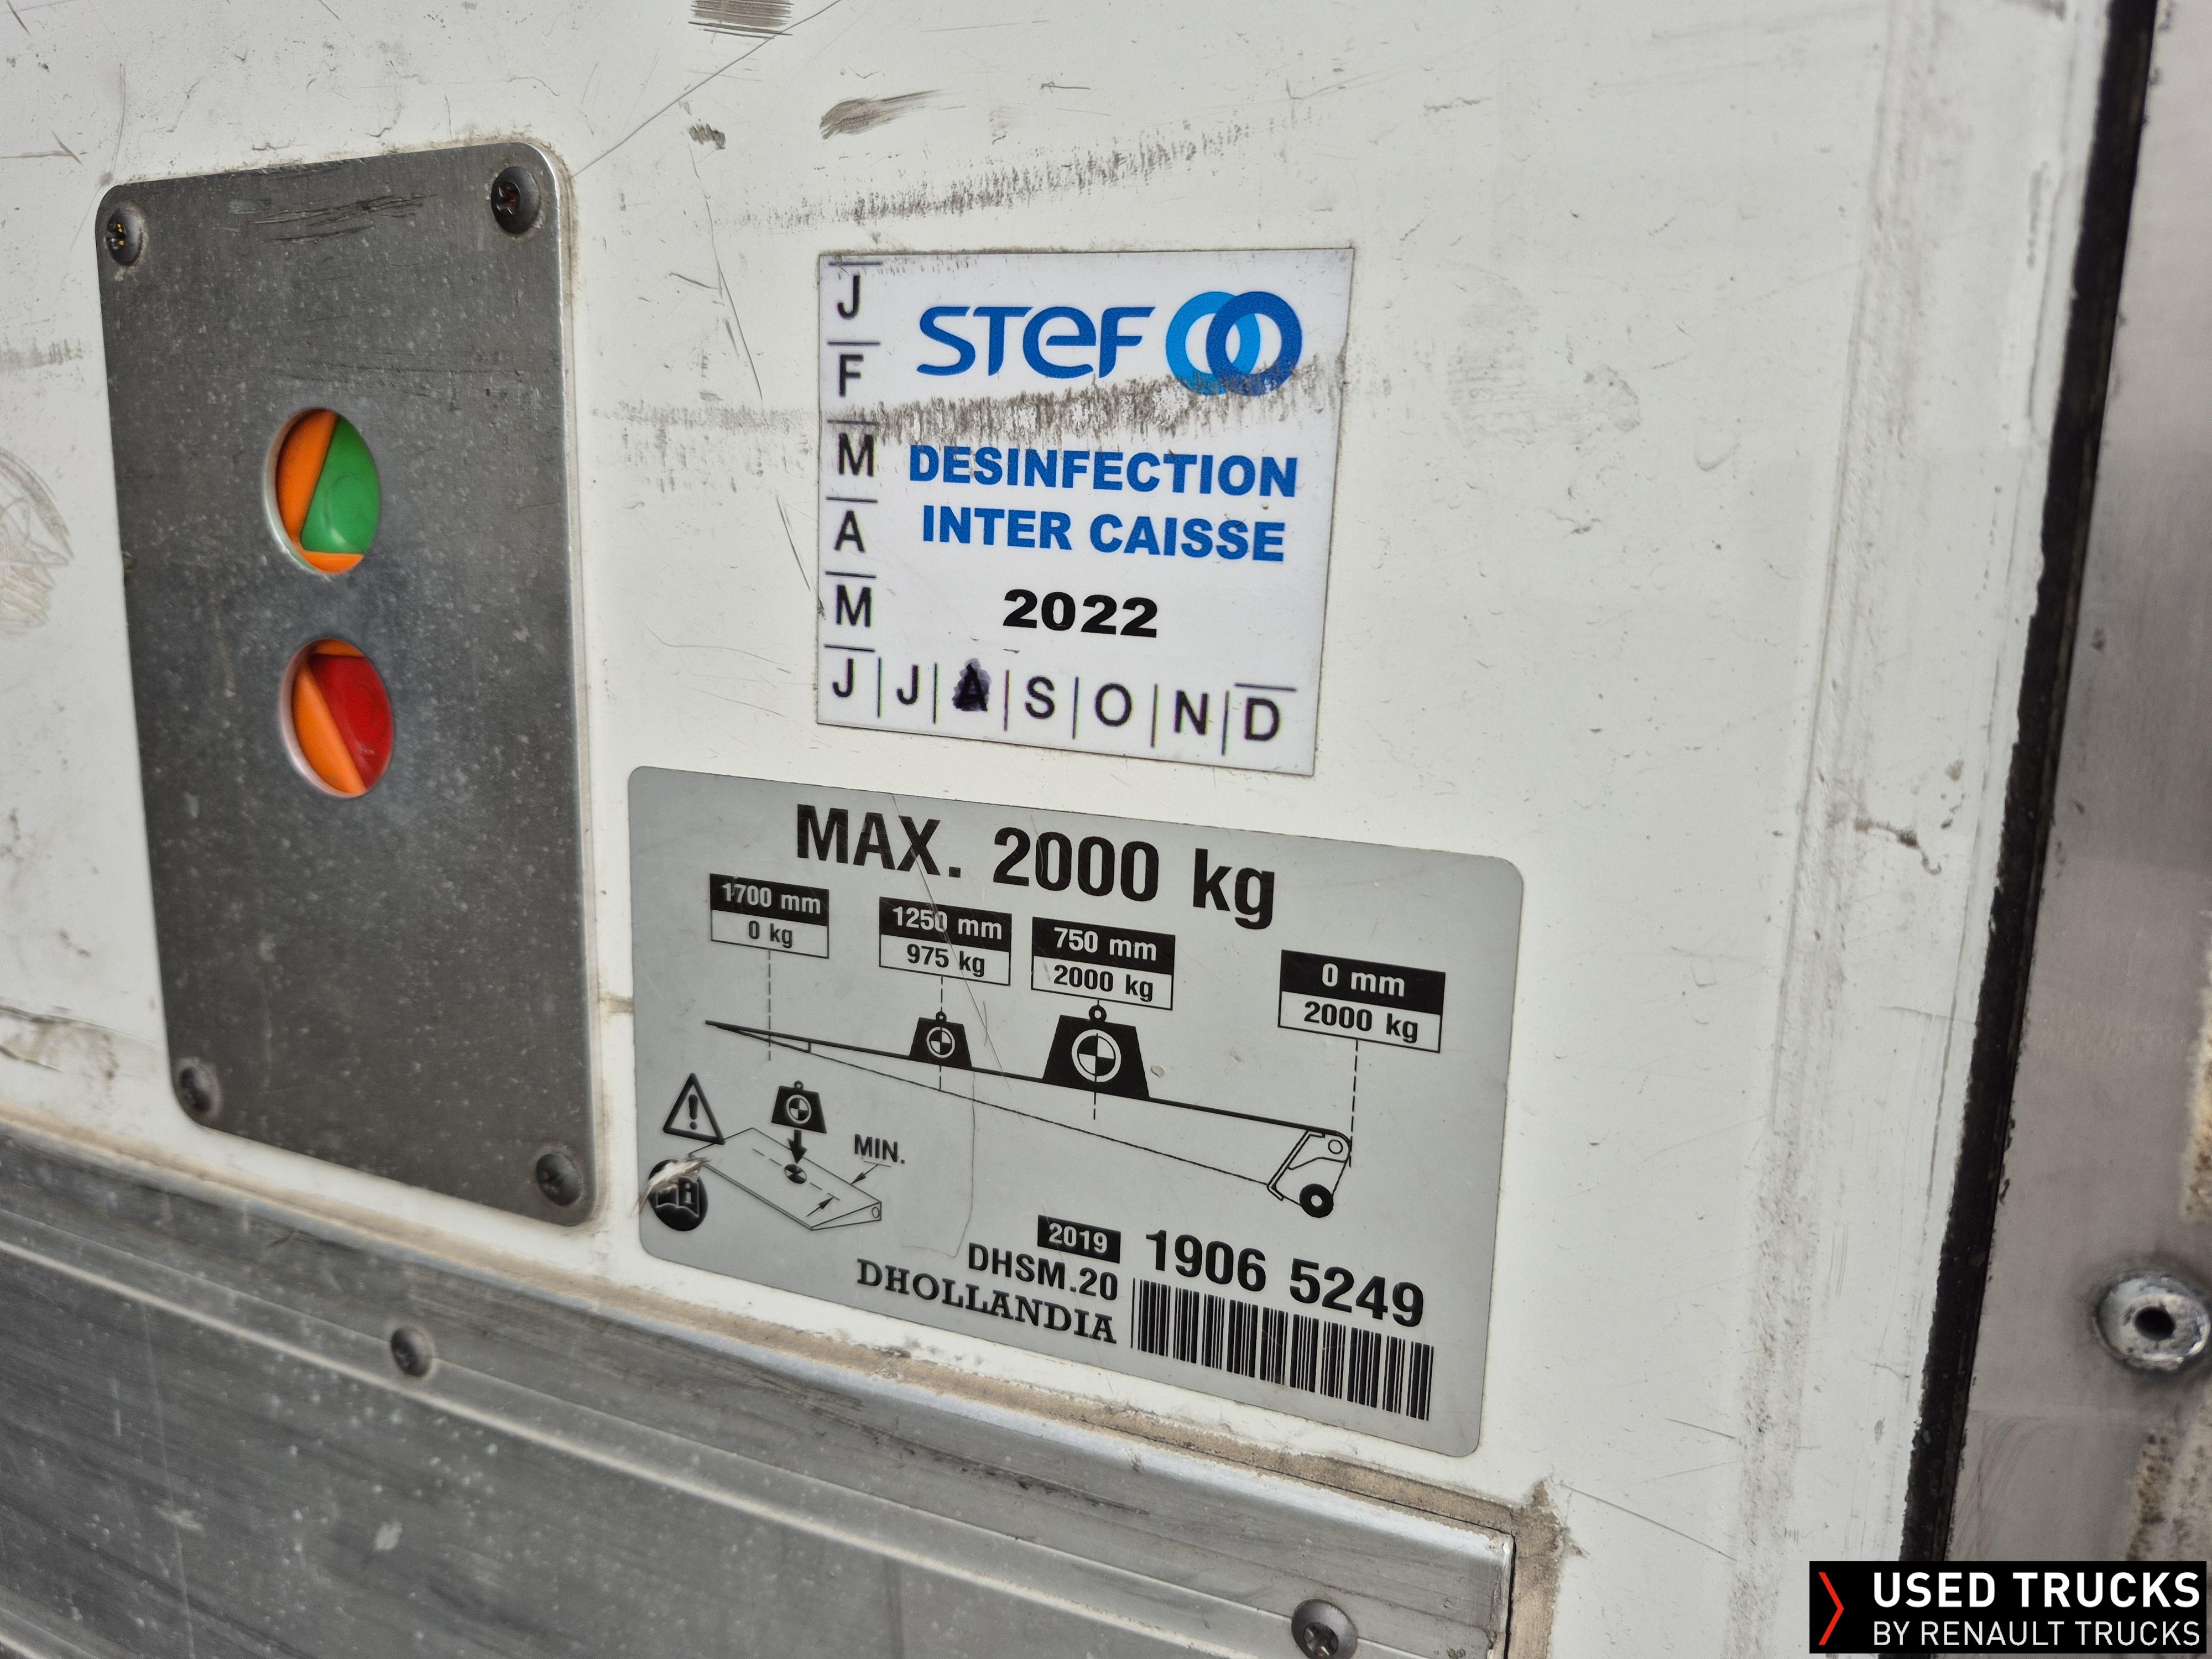 J
F
M
A
M
J J A S O N D
STEF
DESINFECTION
INTER CAISSE
2022
MAX. 2000 kg
1700 mm
0 kg
1250 mm
975 kg
750 mm
2000 kg
0 mm
2000 kg
MIN.
2019
DHSM.20
DHOLLANDIA
1906 5249
USED TRUCKS
BY RENAULT TRUCKS